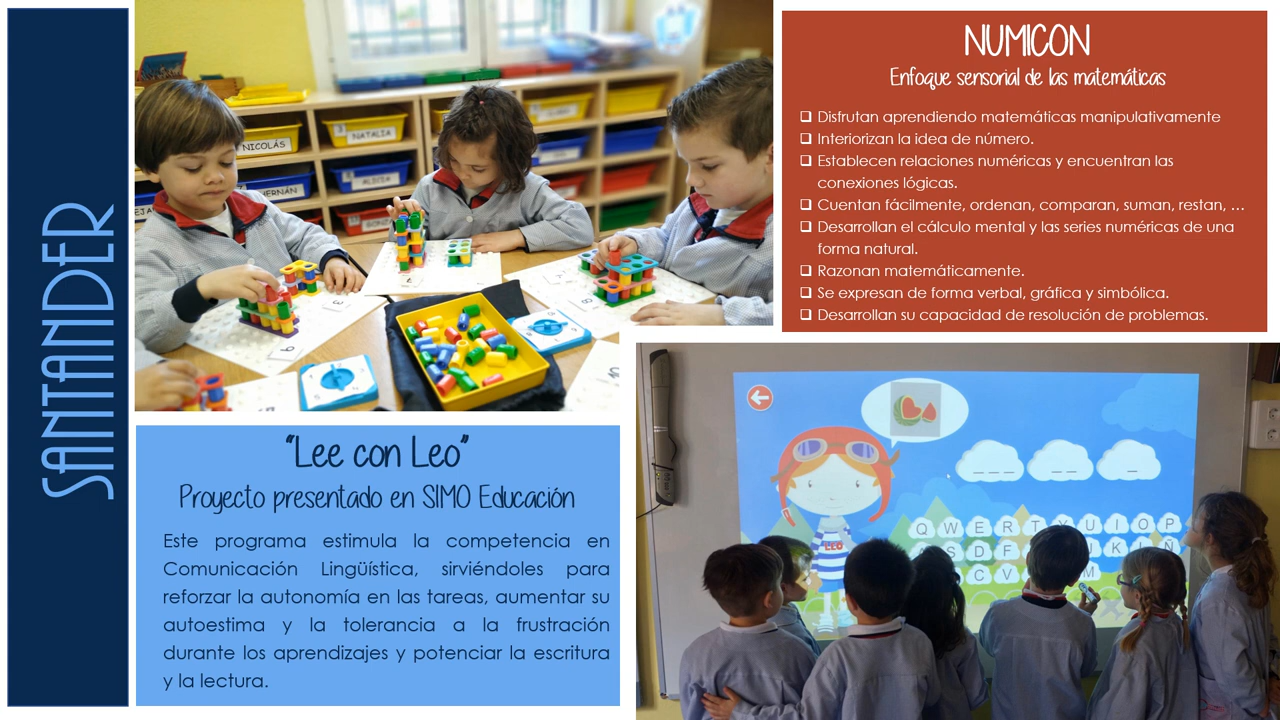 SANTANDER
NICOLÁS
NATALIA
HERNÁN
ALICIA
NUMICON
Enfoque sensorial de las matemáticas
❑ Disfrutan aprendiendo matemáticas manipulativamente
❑ Interiorizan la idea de número.
❑ Establecen relaciones numéricas y encuentran las
conexiones lógicas.
❑ Cuentan fácilmente, ordenan, comparan, suman, restan, …
❑ Desarrollan el cálculo mental y las series numéricas de una
forma natural.
❑ Razonan matemáticamente.
❑ Se expresan de forma verbal, gráfica y simbólica.
❑ Desarrollan su capacidad de resolución de problemas.
“Lee con Leo”
Proyecto presentado en SIMO Educación
Este programa estimula la competencia en
Comunicación Lingüística, sirviéndoles para
reforzar la autonomía en las tareas, aumentar su
autoestima y la tolerancia a la frustración
durante los aprendizajes y potenciar la escritura
y la lectura.
Q W E R T Y U I O P
S D F J K L Ñ
C V M
LEO